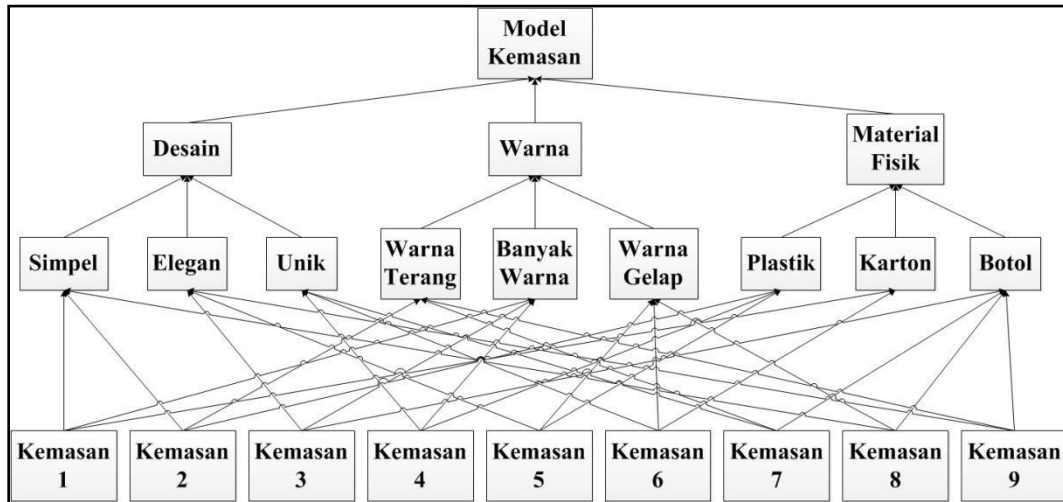 Model
Kemasan
Desain
Warna
Material
Fisik
Simpel
Elegan
Unik
Warna
Terang
Banyak
Warna
Warna
Gelap
Plastik
Karton
Botol
Kemasan
1
Kemasan
2
Kemasan
3
Kemasan
4
Kemasan
5
Kemasan
6
Kemasan
7
Kemasan
8
Kemasan
9